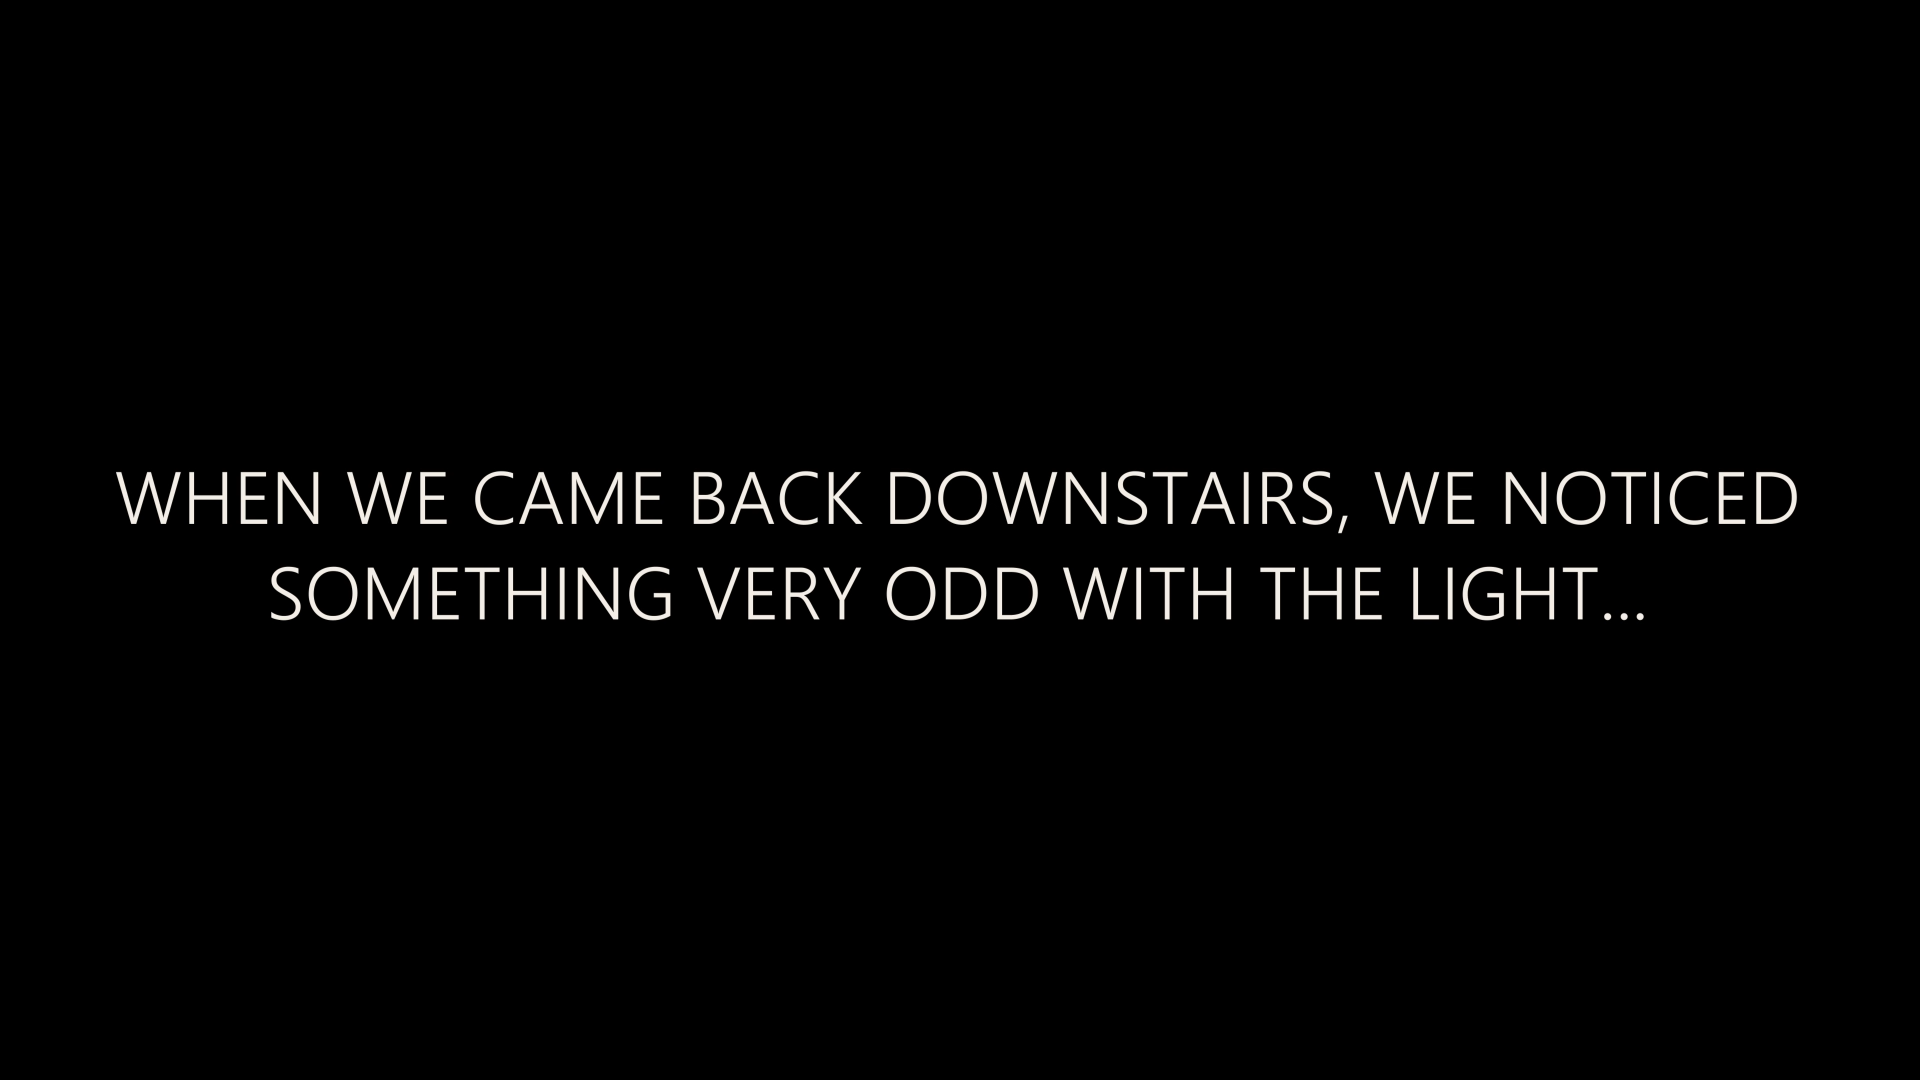 WHEN WE CAME BACK DOWNSTAIRS, WE NOTICED
SOMETHING VERY ODD WITH THE LIGHT...